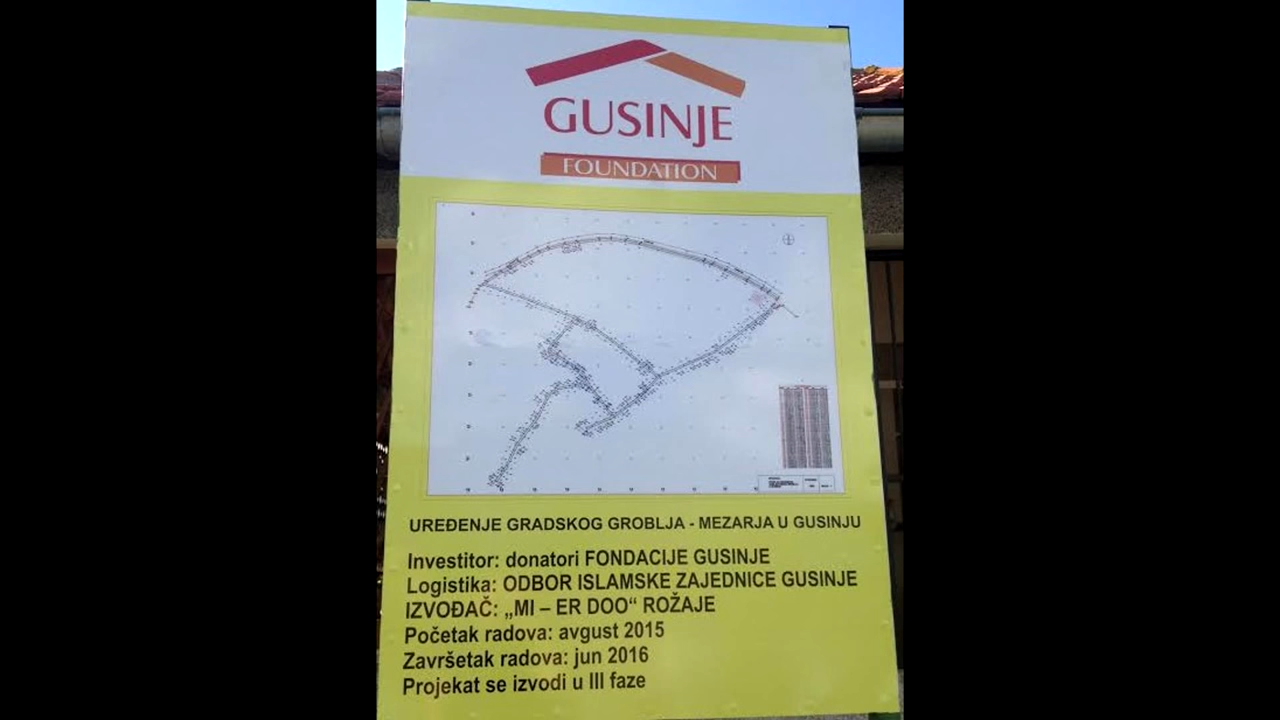 GUSINJE
FOUNDATION
UREĐENJE GRADSKOG GROBLJA - MEZARJA U GUSINJU
Investitor: donatori FONDACIJE GUSINJE
Logistika: ODBOR ISLAMSKE ZAJEDNICE GUSINJE
IZVOĐAČ: „MI – ER DOO“ ROŽAJE
Početak radova: avgust 2015
Završetak radova: jun 2016
Projekat se izvodi u III faze